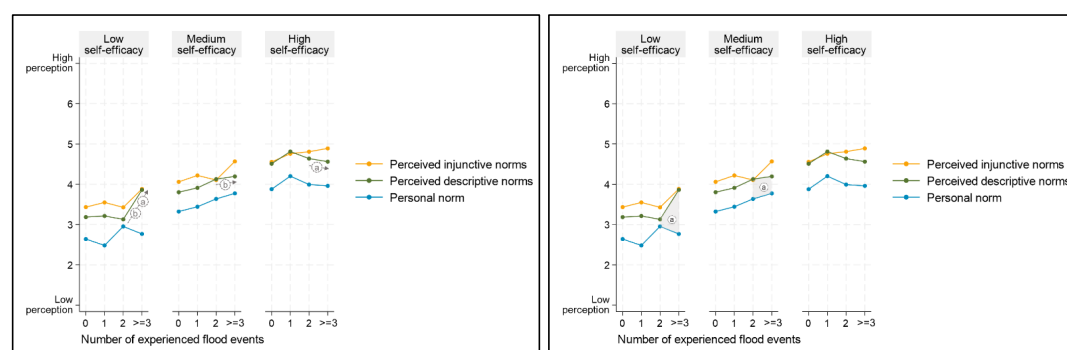 Low
self-efficacy
Medium
self-efficacy
High
self-efficacy
High
perception
6
5
4
3
2
Low
perception
a
b
b
a
0 1 2 >=3
0 1 2 >=3
0 1 2 >=3
Number of experienced flood events
Perceived injunctive norms
Perceived descriptive norms
Personal norm
Low
self-efficacy
Medium
self-efficacy
High
self-efficacy
High
perception
6
5
4
3
2
Low
perception
a
a
0 1 2 >=3
0 1 2 >=3
0 1 2 >=3
Number of experienced flood events
Perceived injunctive norms
Perceived descriptive norms
Personal norm